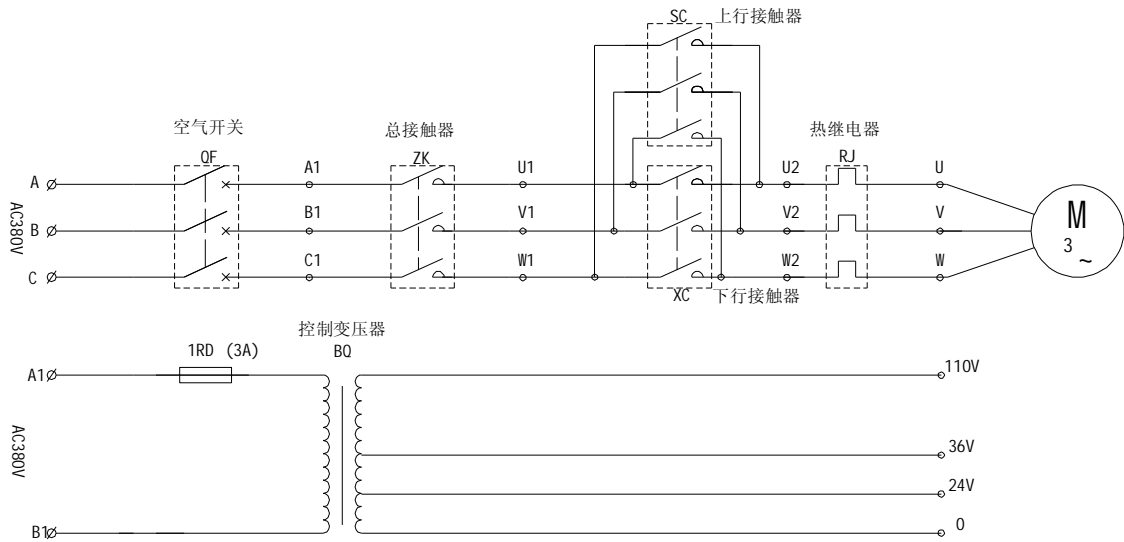 SC
上行接触器
空气开关
总接触器
热继电器
QF
ZK
RJ
A
A1
U1
U2
U
B
B1
V1
V2
V
C
C1
W1
W2
W
AC380V
M
3
~
XC
下行接触器
控制变压器
1RD (3A)
BQ
A1
110V
AC380V
36V
24V
B1
0